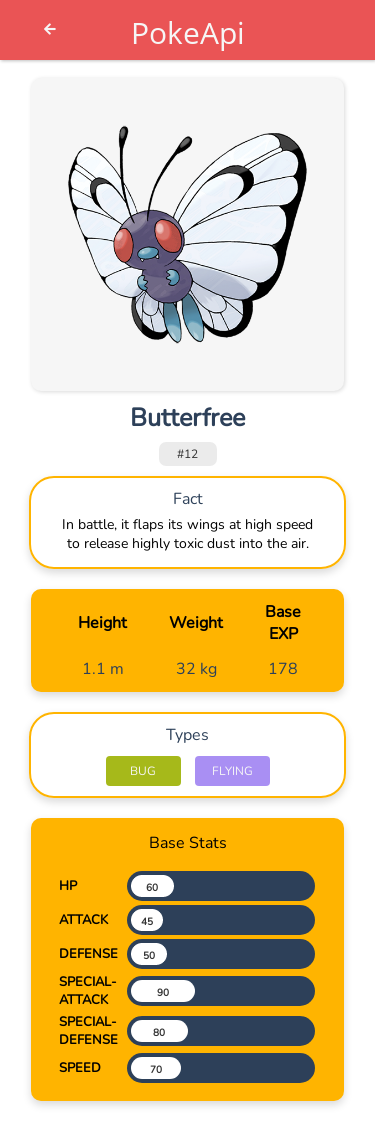 PokeApi
Butterfree
#12
Fact
In battle, it flaps its wings at high speed
to release highly toxic dust into the air.
Height Weight Base
EXP
1.1 m 32 kg 178
Types
BUG FLYING
Base Stats
HP 60
ATTACK 45
DEFENSE 50
SPECIAL-
ATTACK 90
SPECIAL-
DEFENSE 80
SPEED 70